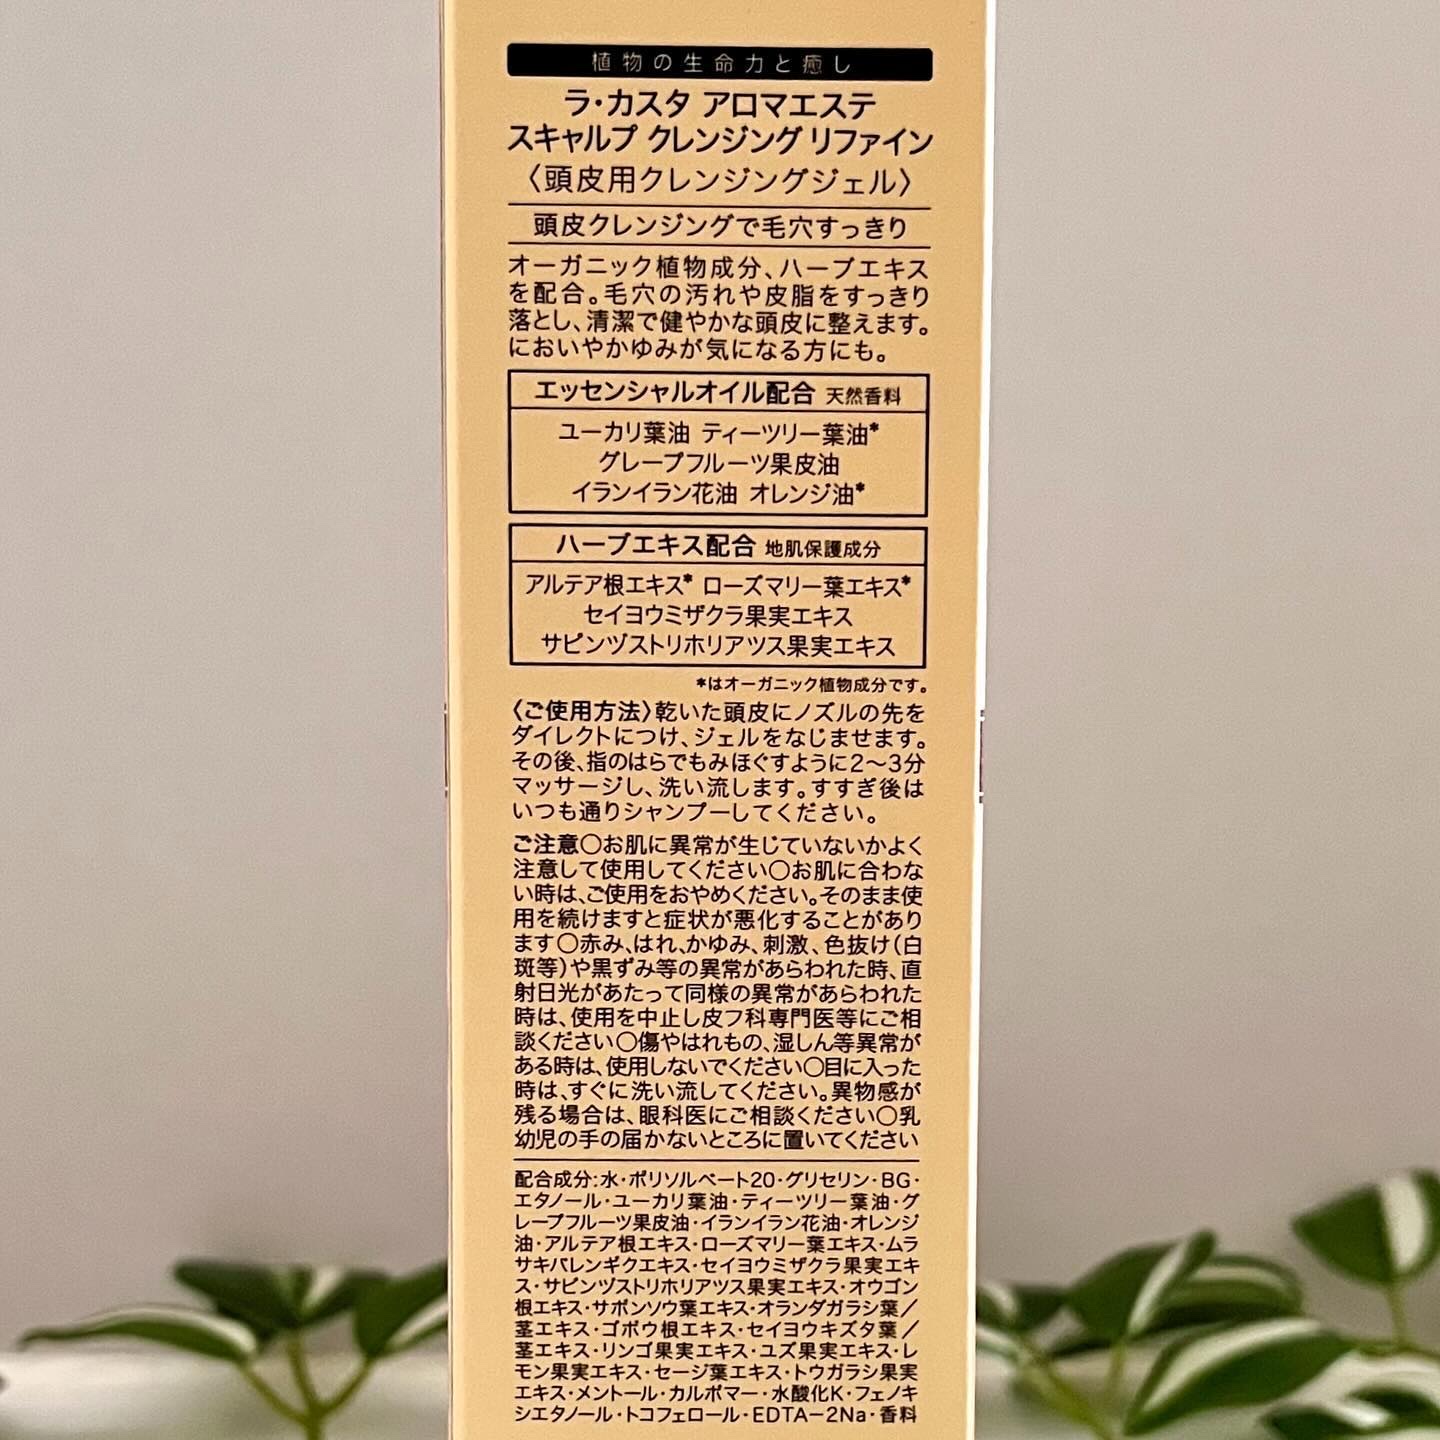 植物の生命力と癒し
ラ・カスタ アロマエステ
スキャルプ クレンジング リファイン
〈頭皮用クレンジングジェル〉
頭皮クレンジングで毛穴すっきり
オーガニック植物成分、ハーブエキス
を配合。毛穴の汚れや皮脂をすっきり
落とし、清潔で健やかな頭皮に整えます。
においやかゆみが気になる方にも。
エッセンシャルオイル配合 天然香料
ユーカリ葉油 ティーツリー葉油*
グレープフルーツ果皮油
イランイラン花油 オレンジ油*
ハーブエキス配合 地肌保護成分
アルテア根エキス* ローズマリー葉エキス*
セイヨウミザクラ果実エキス
サピンヅストリホリアツス果実エキス
*はオーガニック植物成分です。
〈ご使用方法〉乾いた頭皮にノズルの先を
ダイレクトにつけ、ジェルをなじませます。
その後、指のはらでもみほぐすように2〜3分
マッサージし、洗い流します。すすぎ後は
いつも通りシャンプーしてください。
ご注意○お肌に異常が生じていないかよく
注意して使用してください○お肌に合わな
い時は、ご使用をおやめください。そのまま使
用を続けますと症状が悪化することがあり
ます○赤み、はれ、かゆみ、刺激、色抜け(白
斑等)や黒ずみ等の異常があらわれた時、直
射日光があたって同様の異常があらわれた
時は、使用を中止し皮フ科専門医等にご相
談ください○傷やはれもの、湿しん等異常が
ある時は、使用しないでください○目に入った
時は、すぐに洗い流してください。異物感が
残る場合は、眼科医にご相談ください○乳
幼児の手の届かないところに置いてください
配合成分:水・ポリソルベート20・グリセリン・BG・
エタノール・ユーカリ葉油・ティーツリー葉油・グ
レープフルーツ果皮油・イランイラン花油・オレンジ
油・アルテア根エキス・ローズマリー葉エキス・ムラ
サキバレンギクエキス・セイヨウミザクラ果実エキ
ス・サピンヅストリホリアツス果実エキス・オウゴン
根エキス・サボンソウ葉エキス・オランダガラシ葉／
茎エキス・ゴボウ根エキス・セイヨウキズタ葉／
茎エキス・リンゴ果実エキス・ユズ果実エキス・レ
モン果実エキス・セージ葉エキス・トウガラシ果実
エキス・メントール・カルボマー・水酸化K・フェノキ
シエタノール・トコフェロール・EDTA-2Na・香料